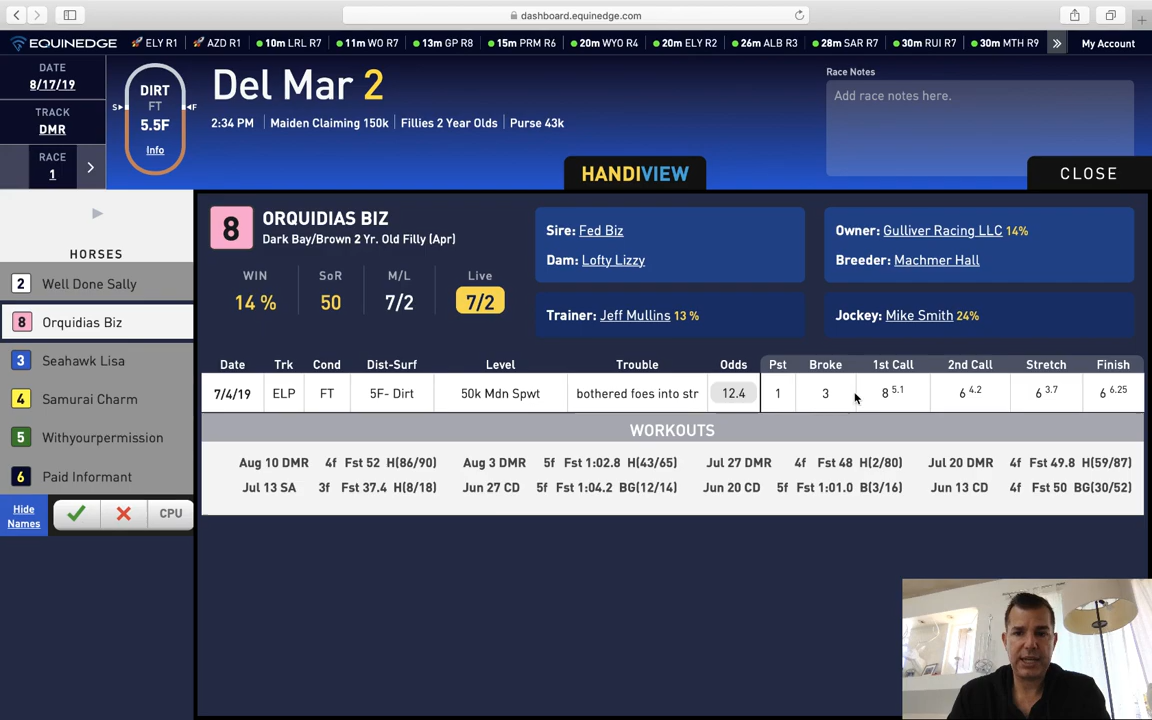 dashboard.equinedge.com
EQUINEDGE ELY R1 AZD R1 10m LRL R7 11m WO R7 13m GP R8 15m PRM R6 20m WYO R4 20m ELY R2 26m ALB R3 28m SAR R7 30m RUI R7 30m MTH R9 My Account
DATE
8/17/19
TRACK
DMR
RACE
1
DIRT
FT
S F
5.5F
Info
Del Mar 2
2:34 PM Maiden Claiming 150k Fillies 2 Year Olds Purse 43k
Race Notes
Add race notes here.
HANDIVIEW
CLOSE
HORSES
2 Well Done Sally
8 Orquidias Biz
3 Seahawk Lisa
4 Samurai Charm
5 Withyourpermission
6 Paid Informant
Hide
Names
CPU
8 ORQUIDIAS BIZ
Dark Bay/Brown 2 Yr. Old Filly (Apr)
WIN SoR M/L Live
14 % 50 7/2 7/2
Sire: Fed Biz
Dam: Lofty Lizzy
Trainer: Jeff Mullins 13 %
Owner: Gulliver Racing LLC 14%
Breeder: Machmer Hall
Jockey: Mike Smith 24%
Date Trk Cond Dist-Surf Level Trouble Odds Pst Broke 1st Call 2nd Call Stretch Finish
7/4/19 ELP FT 5F- Dirt 50k Mdn Spwt bothered foes into str 12.4 1 3 8 5.1 6 4.2 6 3.7 6 6.25
WORKOUTS
Aug 10 DMR 4f Fst 52 H(86/90) Aug 3 DMR 5f Fst 1:02.8 H(43/65) Jul 27 DMR 4f Fst 48 H(2/80) Jul 20 DMR 4f Fst 49.8 H(59/87)
Jul 13 SA 3f Fst 37.4 H(8/18) Jun 27 CD 5f Fst 1:04.2 BG(12/14) Jun 20 CD 5f Fst 1:01.0 B(3/16) Jun 13 CD 4f Fst 50 BG(30/52)